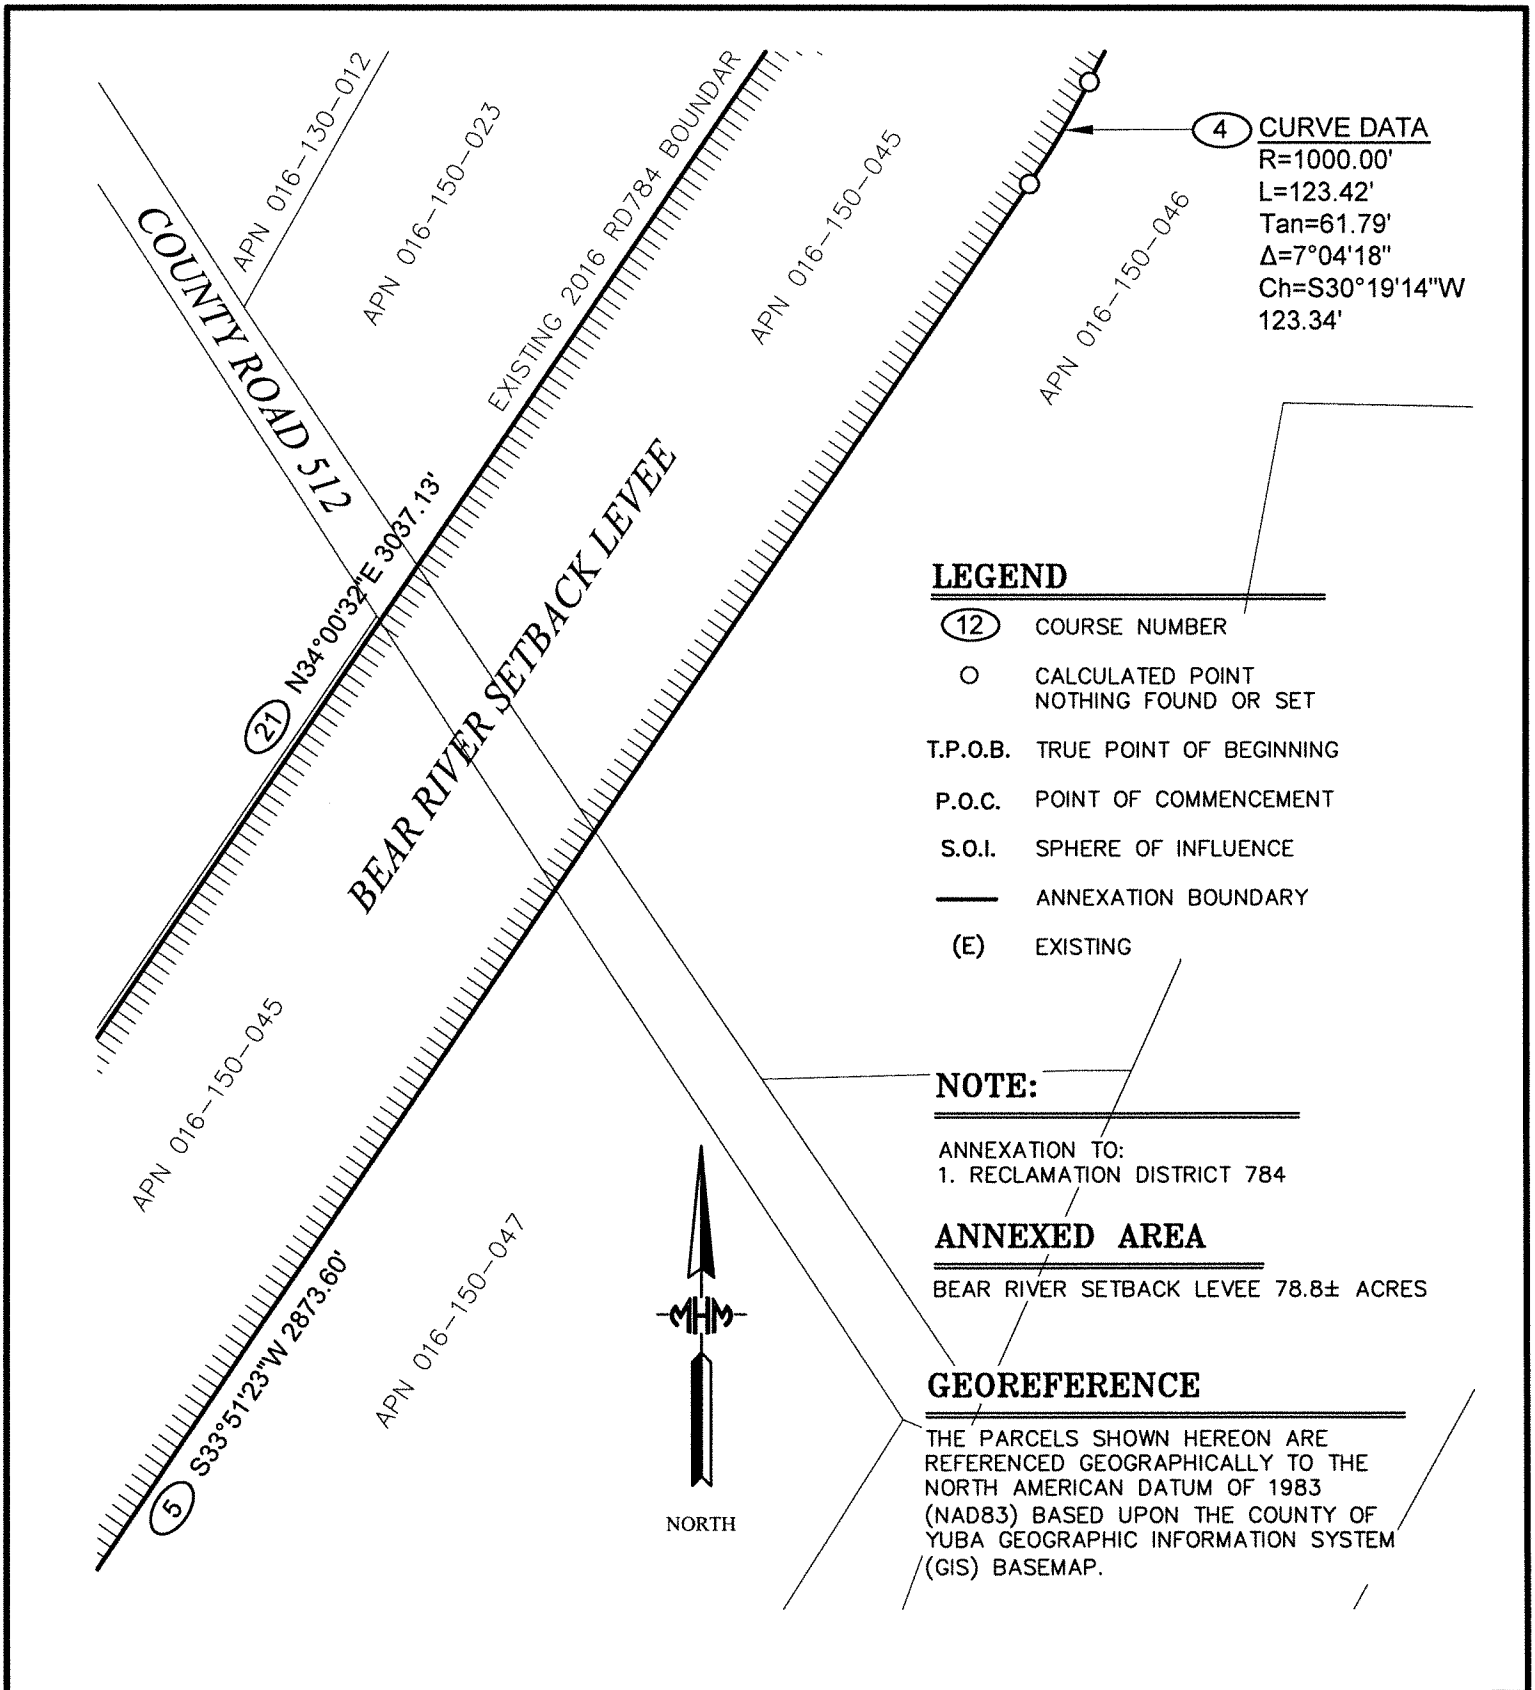 APN 016-130-012
APN 016-150-023
EXISTING 2016 RD784 BOUNDAR
APN 016-150-045
APN 016-150-046
4 CURVE DATA
R=1000.00'
L=123.42'
Tan=61.79'
Δ=7°04'18"
Ch=S30°19'14"W
123.34'
COUNTY ROAD 512
21 N34°00'32"E 3037.13'
BEAR RIVER SETBACK LEVEE
LEGEND
12 COURSE NUMBER
CALCULATED POINT
NOTHING FOUND OR SET
T.P.O.B. TRUE POINT OF BEGINNING
P.O.C. POINT OF COMMENCEMENT
S.O.I. SPHERE OF INFLUENCE
ANNEXATION BOUNDARY
(E) EXISTING
APN 016-150-045
5 S33°51'23"W 2873.60'
APN 016-150-047
MHM
NORTH
NOTE:
ANNEXATION TO:
1. RECLAMATION DISTRICT 784
ANNEXED AREA
BEAR RIVER SETBACK LEVEE 78.8± ACRES
GEOREFERENCE
THE PARCELS SHOWN HEREON ARE
REFERENCED GEOGRAPHICALLY TO THE
NORTH AMERICAN DATUM OF 1983
(NAD83) BASED UPON THE COUNTY OF
YUBA GEOGRAPHIC INFORMATION SYSTEM
(GIS) BASEMAP.